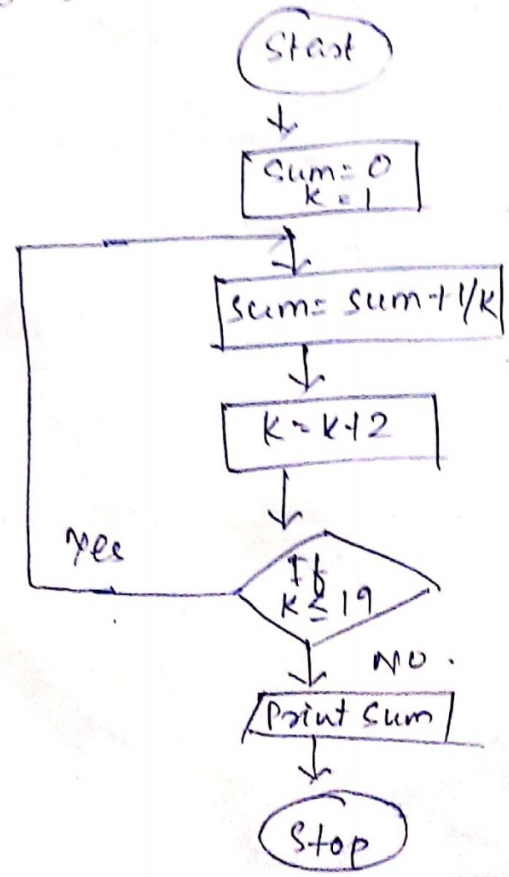 Start
Sum = 0
K = 1
Sum = Sum + 1/K
K = K+2
Yes
If
K ≤ 19
NO.
Print Sum
Stop